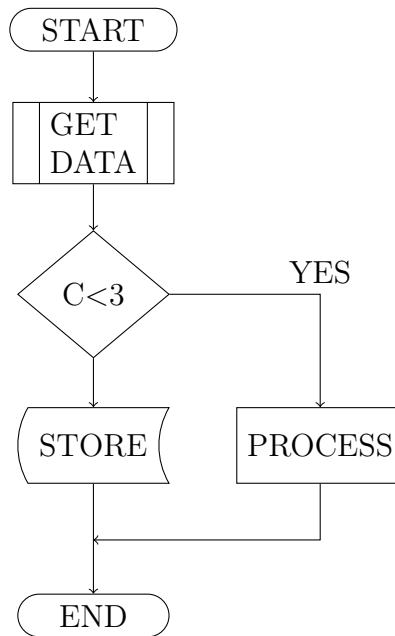 START
GET
DATA
YES
C<3
STORE
PROCESS
END